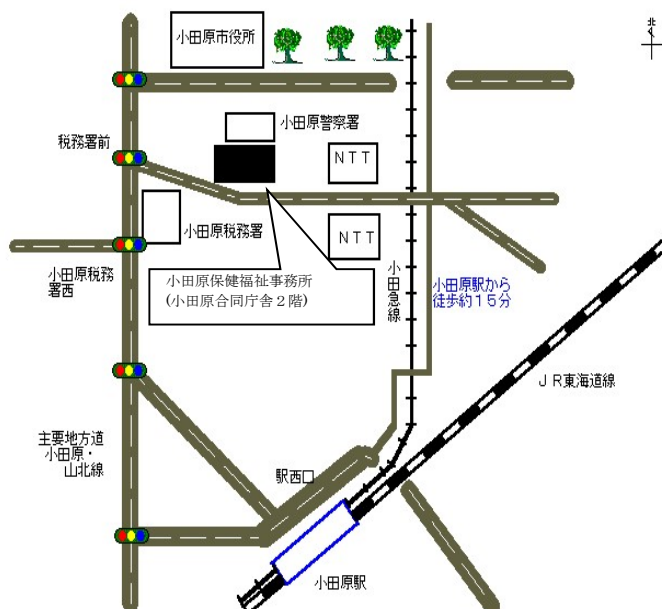 小田原市役所
北
小田原警察署
税務署前
ＮＴＴ
小田原税務署
ＮＴＴ
小田原税務
署西
小田原保健福祉事務所
(小田原合同庁舎２階)
小田急線
小田原駅から
徒歩約１５分
ＪＲ東海道線
主要地方道
小田原・
山北線
駅西口
小田原駅